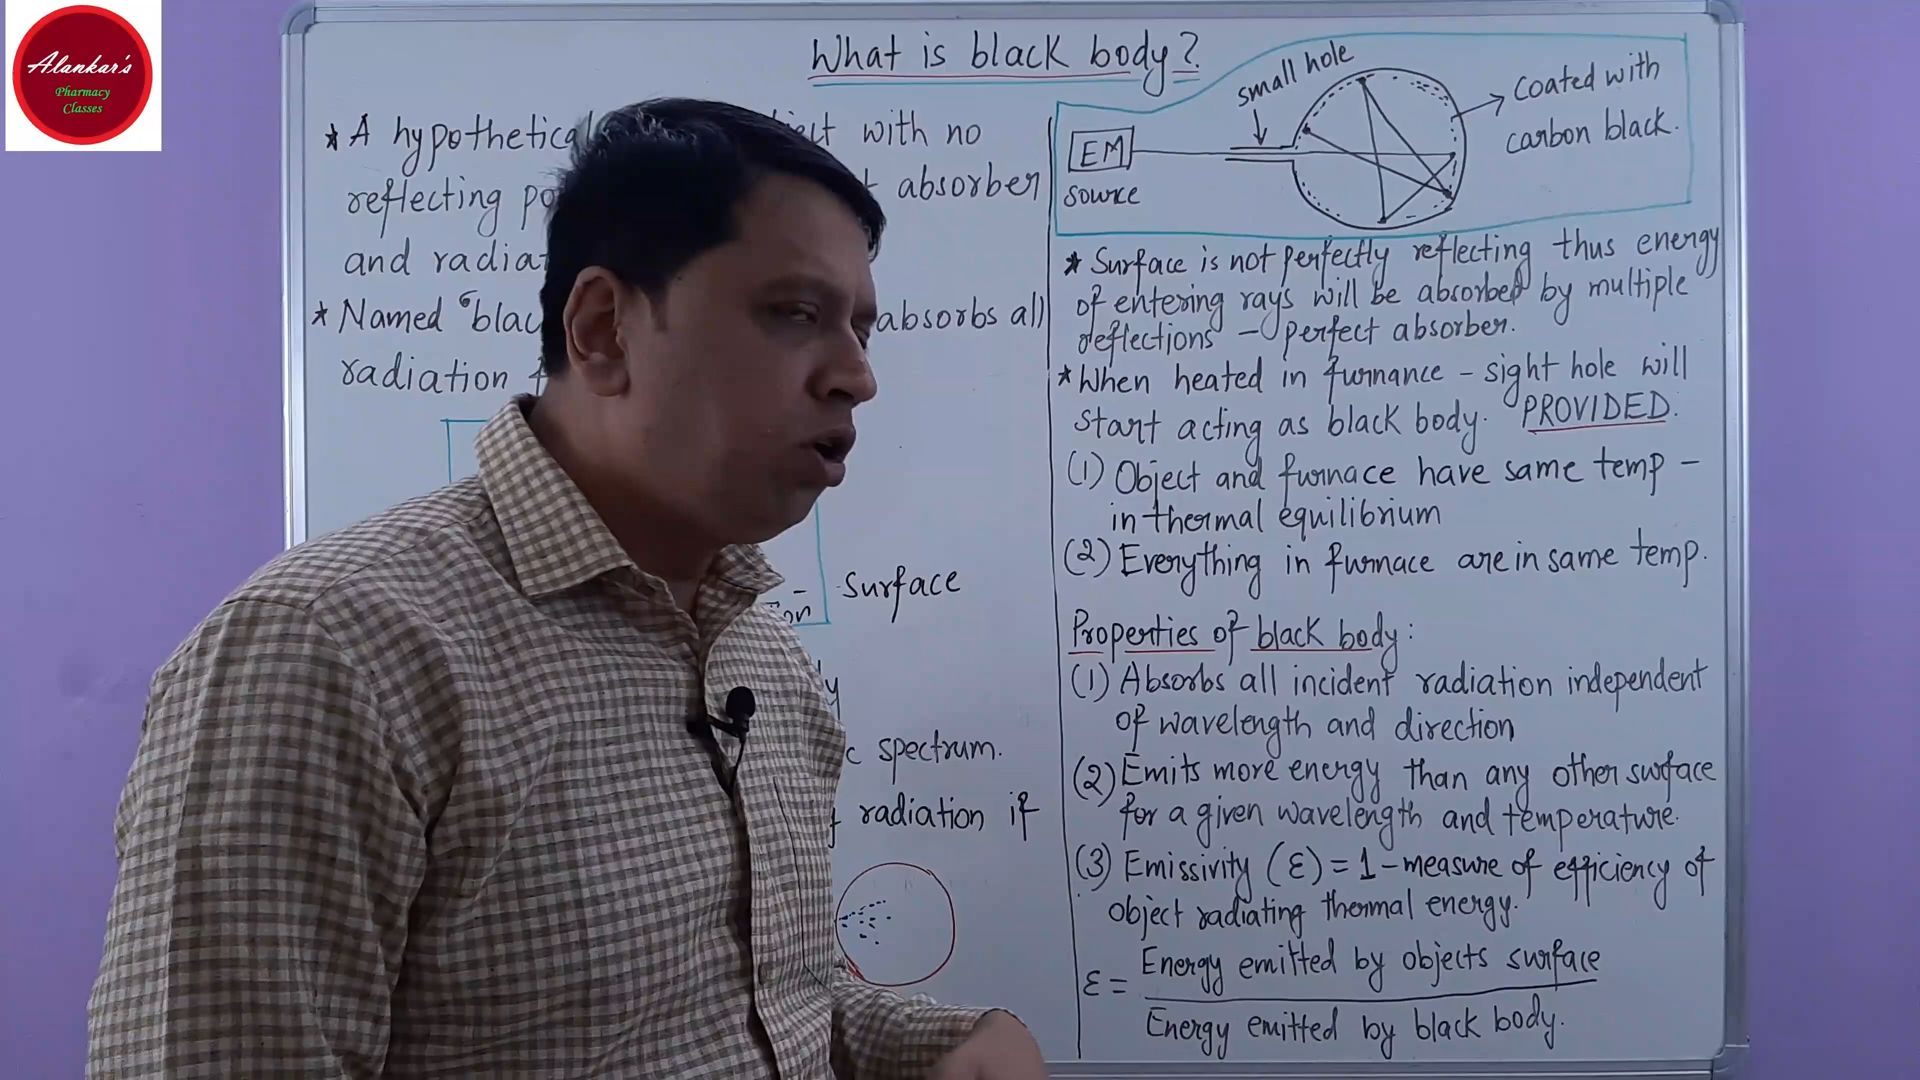 Alankar's
Pharmacy
Classes
What is black body?
* A hypothetical with no
reflecting absorber
and
* Named absorbs all
radiation
surface
spectrum.
radiation if
small hole
EM
source
Coated with
carbon black.
* Surface is not perfectly reflecting thus energy
of entering rays will be absorbed by multiple
reflections - perfect absorber.
* When heated in furnance - sight hole will
start acting as black body. PROVIDED.
(1) Object and furnace have same temp -
in thermal equilibrium
(2) Everything in furnace are in same temp.
Properties of black body:
(1) Absorbs all incident radiation independent
of wavelength and direction
(2) Emits more energy than any other surface
for a given wavelength and temperature.
(3) Emissivity (ε) = 1 - measure of efficiency of
object radiating thermal energy.
ε = Energy emitted by objects surface
Energy emitted by black body.